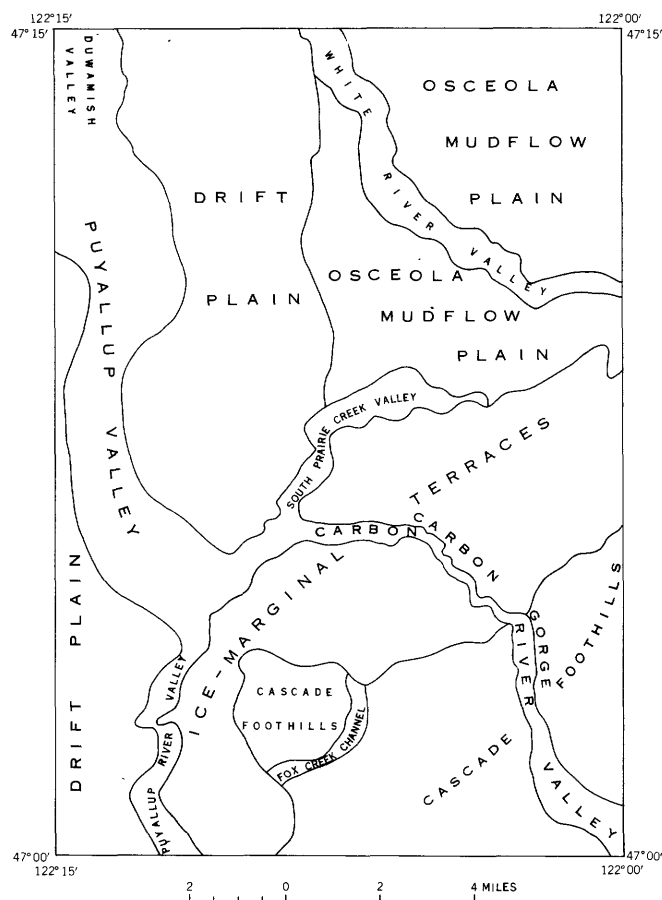 122°15'
122°00'
47°15'
47°15'
DUWAMISH
VALLEY
WHITE
RIVER
VALLEY
OSCEOLA
MUDFLOW
PLAIN
DRIFT
PLAIN
PUYALLUP
VALLEY
OSCEOLA
MUDFLOW
PLAIN
SOUTH PRAIRIE CREEK VALLEY
ICE-MARGINAL
TERRACES
CARBON
RIVER
VALLEY
CARBON
GORGE
DRIFT PLAIN
CASCADE
FOOTHILLS
CASCADE
FOOTHILLS
FOX CREEK CHANNEL
PUYALLUP RIVER VALLEY
47°00'
47°00'
122°15'
122°00'
2 0 2 4 MILES